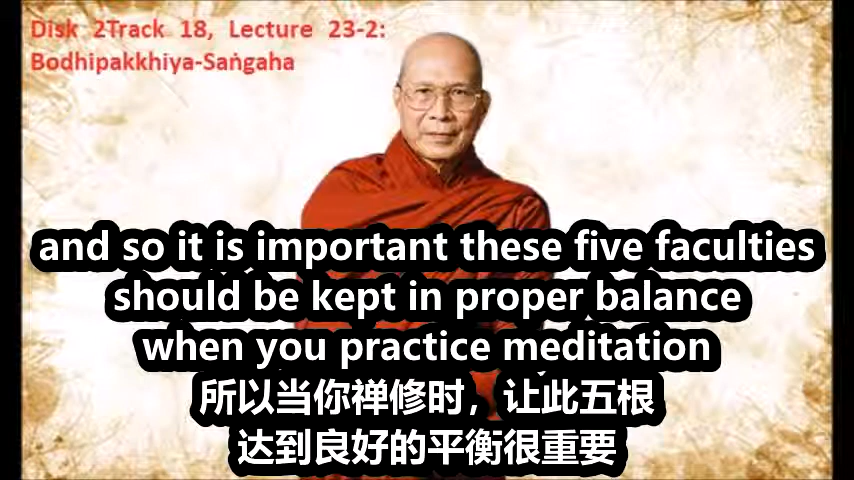 Disk 2Track 18, Lecture 23-2:
Bodhipakkhiya-Saṅgaha
and so it is important these five faculties
should be kept in proper balance
when you practice meditation
所以当你禅修时，让此五根
达到良好的平衡很重要